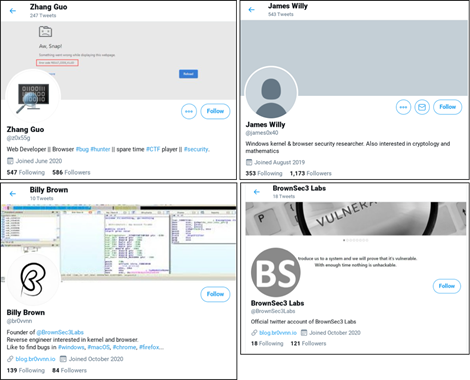 Zhang Guo
247 Tweets
Aw, Snap!
Something went wrong while displaying this webpage.
Reload
Follow
Zhang Guo
@z0x55g
Web Developer || Browser #bug #hunter || spare time #CTF player || #security.
Joined June 2020
547 Following 586 Followers
James Willy
543 Tweets
Follow
James Willy
@james0x40
Windows kernel & browser security researcher. Also interested in cryptology and
mathematics
Joined August 2019
353 Following 1,173 Followers
Billy Brown
10 Tweets
Follow
Billy Brown
@br0vvnn
Founder of @BrownSec3Labs
Reverse engineer interested in kernel and browser.
Like to find bugs in #windows, #macOS, #chrome, #firefox...
blog.br0vvnn.io Joined October 2020
139 Following 84 Followers
BrownSec3 Labs
18 Tweets
VULNERA
BS
Introduce us to a system and we will prove that it's vulnerable.
With enough time nothing is unhackable.
Follow
BrownSec3 Labs
Official twitter account of BrownSec3 Labs
blog.br0vvnn.io Joined October 2020
18 Following 121 Followers